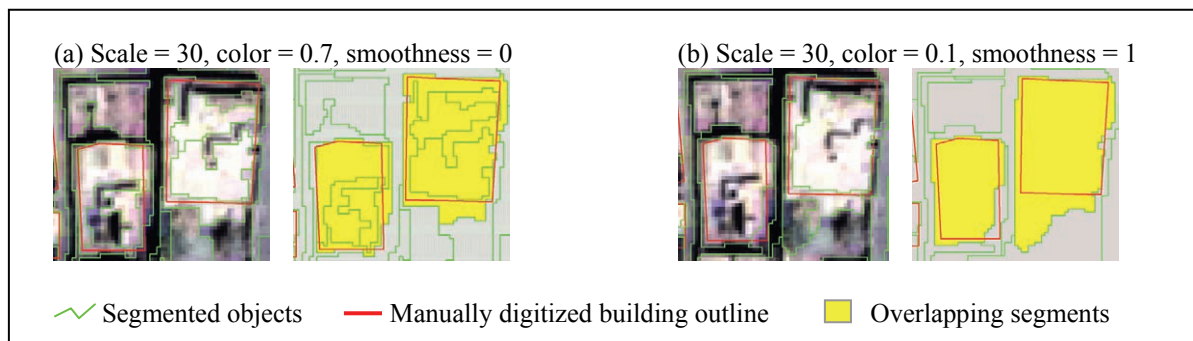 (a) Scale = 30, color = 0.7, smoothness = 0
(b) Scale = 30, color = 0.1, smoothness = 1
Segmented objects
Manually digitized building outline
Overlapping segments